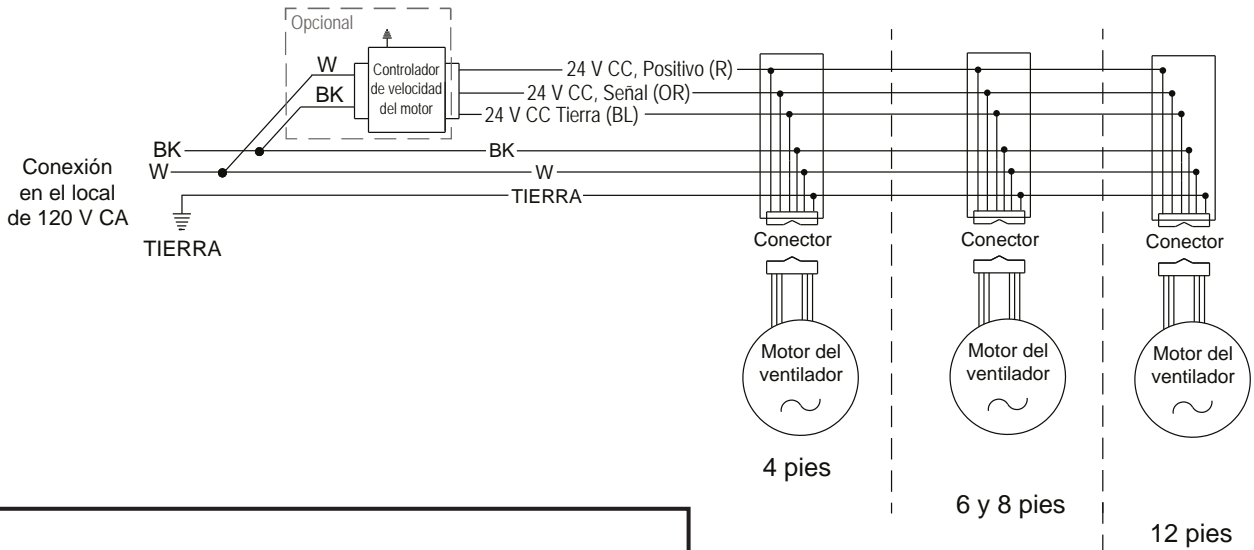 Opcional
W
BK
Controlador
de velocidad
del motor
24 V CC, Positivo (R)
24 V CC, Señal (OR)
24 V CC Tierra (BL)
Conexión
en el local
de 120 V CA
BK
W
BK
W
TIERRA
TIERRA
Conector
Conector
Conector
Motor del
ventilador
Motor del
ventilador
Motor del
ventilador
4 pies
6 y 8 pies
12 pies